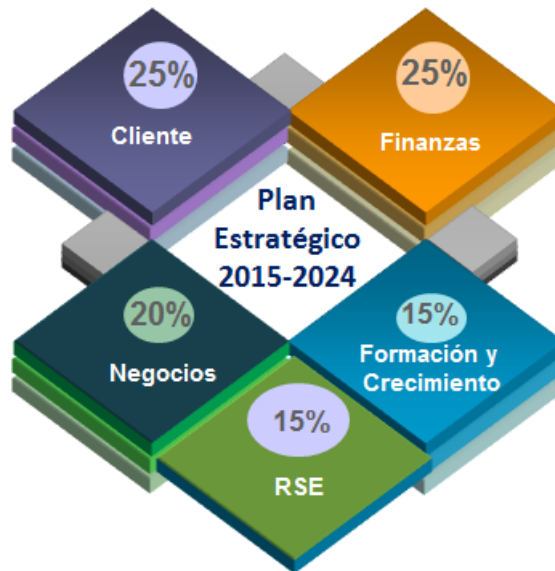 25%
Cliente
25%
Finanzas
Plan
Estratégico
2015-2024
20%
Negocios
15%
Formación y
Crecimiento
15%
RSE